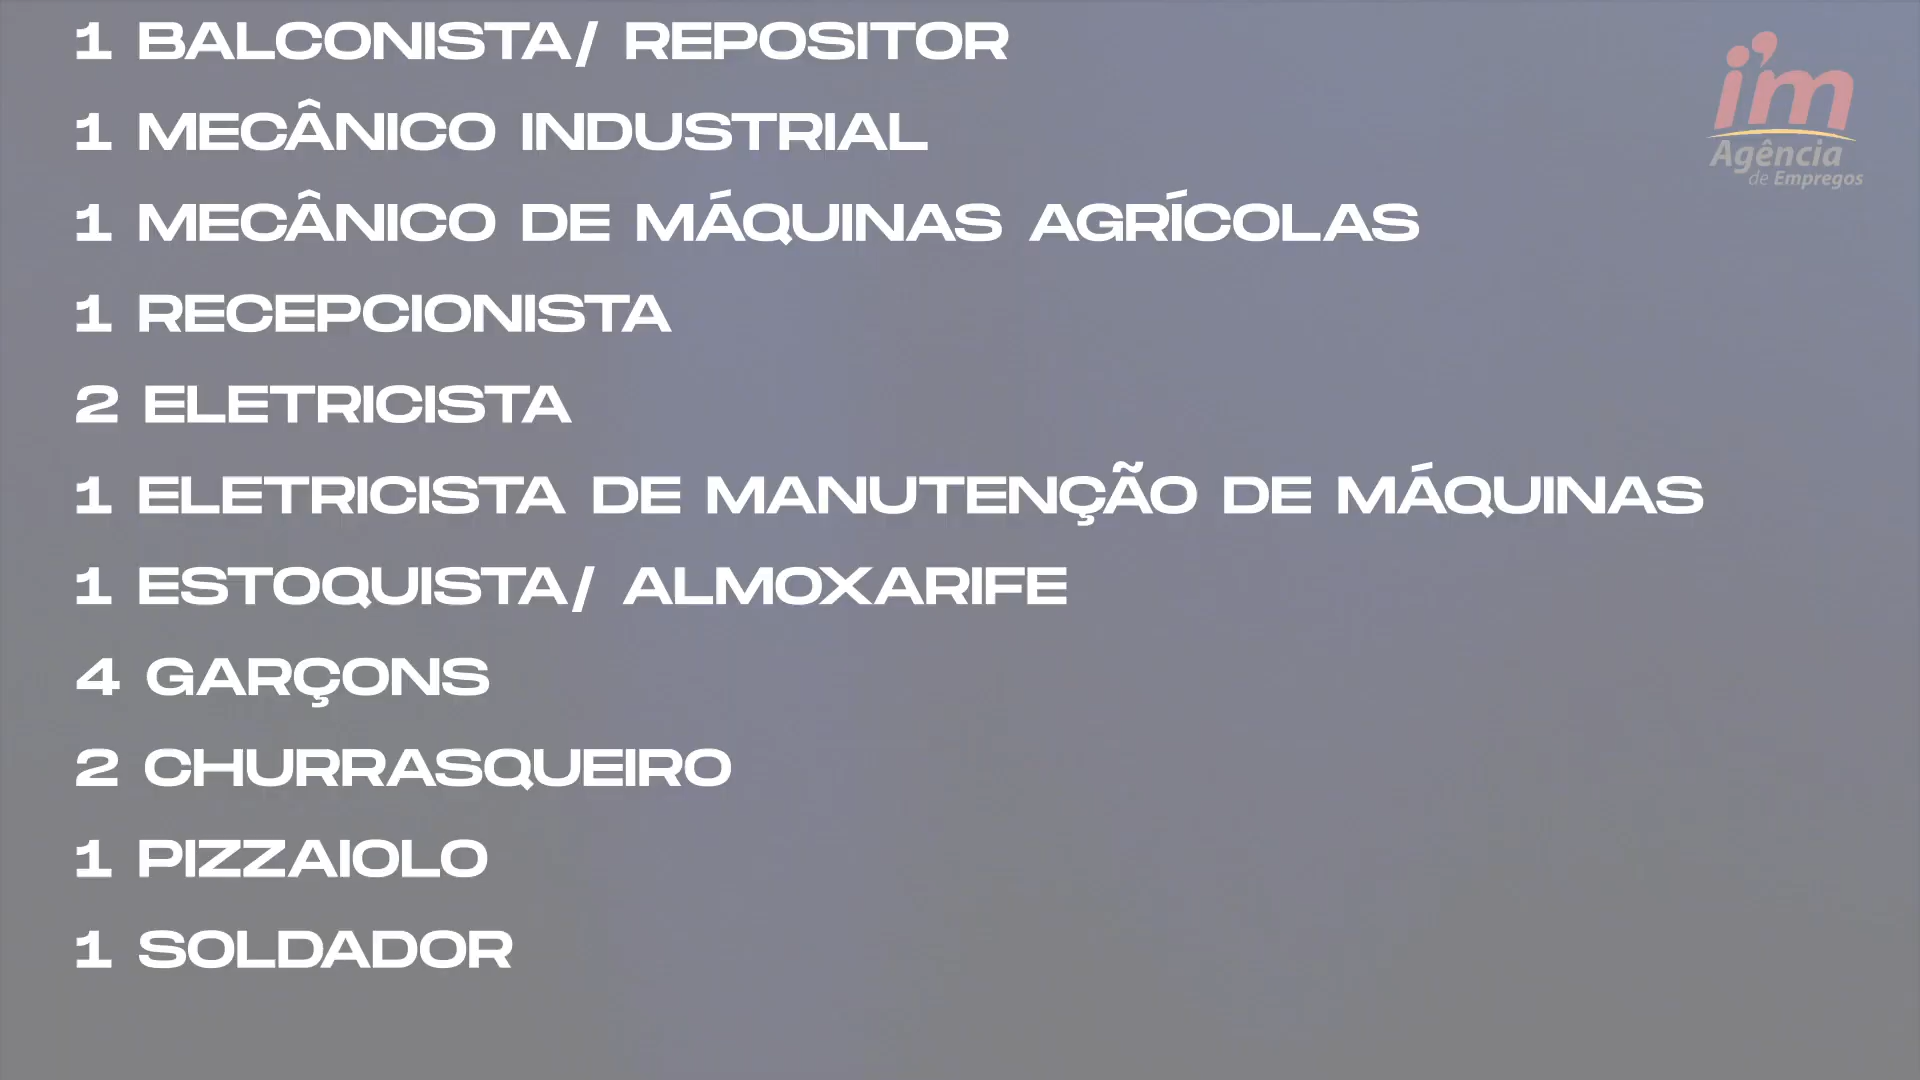 1 BALCONISTA/ REPOSITOR
1 MECÂNICO INDUSTRIAL
1 MECÂNICO DE MÁQUINAS AGRÍCOLAS
1 RECEPCIONISTA
2 ELETRICISTA
1 ELETRICISTA DE MANUTENÇÃO DE MÁQUINAS
1 ESTOQUISTA/ ALMOXARIFE
4 GARÇONS
2 CHURRASQUEIRO
1 PIZZAIOLO
1 SOLDADOR
i'm
Agência
de Empregos